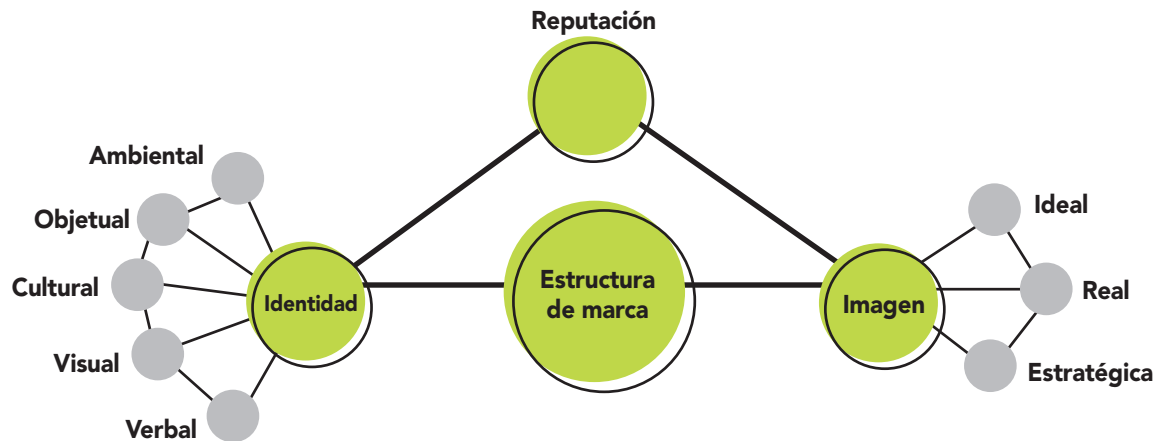 Reputación
Ambiental
Objetual
Cultural
Visual
Verbal
Identidad
Estructura
de marca
Imagen
Ideal
Real
Estratégica